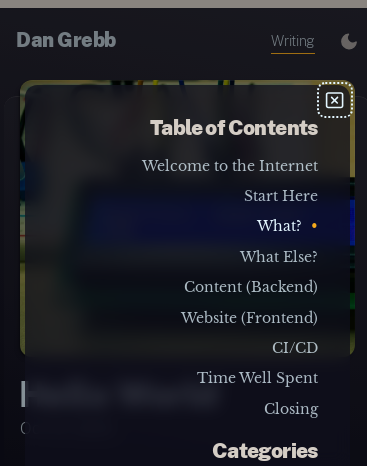 Dan Grebb
Writing
Table of Contents
Welcome to the Internet
Start Here
What?
What Else?
Content (Backend)
Website (Frontend)
CI/CD
Time Well Spent
Closing
Categories